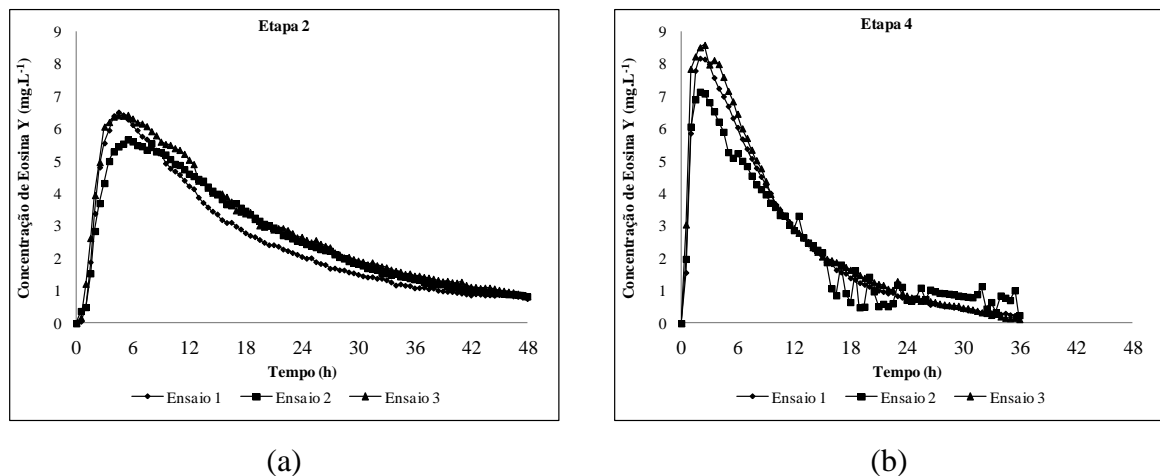 Etapa 2
Concentração de Eosina Y (mg.L⁻¹)
9
8
7
6
5
4
3
2
1
0
0 6 12 18 24 30 36 42 48
Tempo (h)
Ensaio 1 Ensaio 2 Ensaio 3
(a)
Etapa 4
Concentração de Eosina Y (mg.L⁻¹)
9
8
7
6
5
4
3
2
1
0
0 6 12 18 24 30 36 42 48
Tempo (h)
Ensaio 1 Ensaio 2 Ensaio 3
(b)